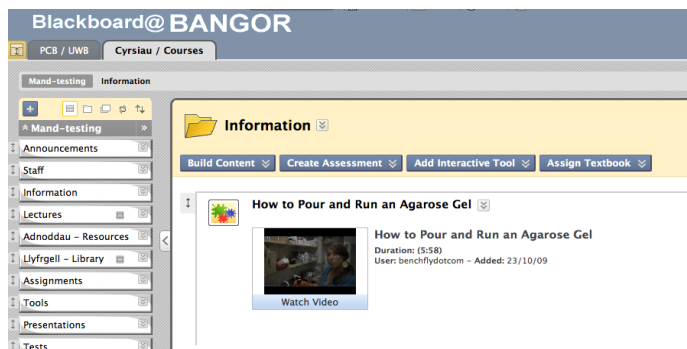 Blackboard@BANGOR
PCB / UWB
Cyrsiau / Courses
Mand-testing
Information
Mand-testing
Announcements
Staff
Information
Lectures
Adnoddau - Resources
Llyfrgell - Library
Assignments
Tools
Presentations
Tests
Information
Build Content
Create Assessment
Add Interactive Tool
Assign Textbook
How to Pour and Run an Agarose Gel
How to Pour and Run an Agarose Gel
Duration: (5:58)
User: benchflydotcom - Added: 23/10/09
Watch Video